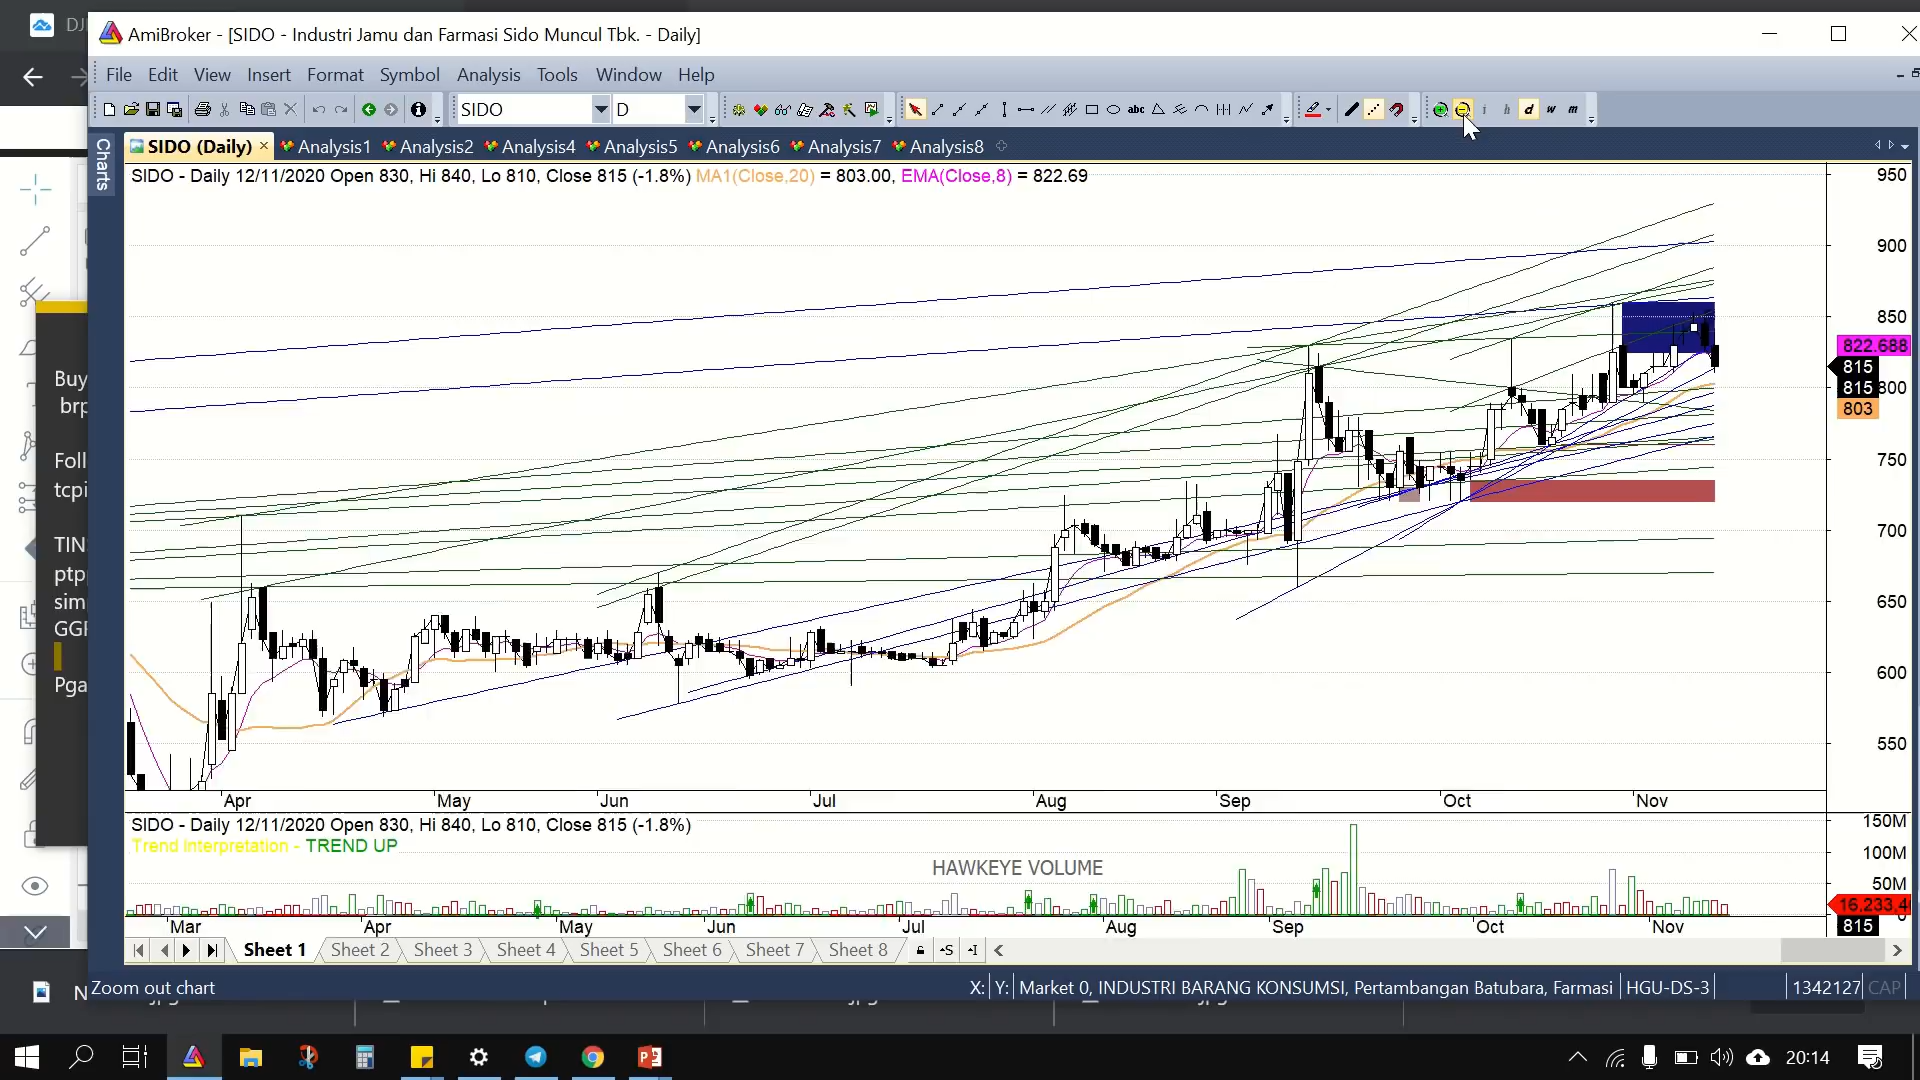 DJ
AmiBroker - [SIDO - Industri Jamu dan Farmasi Sido Muncul Tbk. - Daily]
File Edit View Insert Format Symbol Analysis Tools Window Help
SIDO D abc i h d w m
Charts
SIDO (Daily) Analysis1 Analysis2 Analysis4 Analysis5 Analysis6 Analysis7 Analysis8
SIDO - Daily 12/11/2020 Open 830, Hi 840, Lo 810, Close 815 (-1.8%) MA1(Close,20) = 803.00, EMA(Close,8) = 822.69
950
900
850
822.688
815
815 800
803
750
700
650
600
550
Buy
brp
Foll
tcpi
TIN
ptp
sim
Pga
Apr May Jun Jul Aug Sep Oct Nov
SIDO - Daily 12/11/2020 Open 830, Hi 840, Lo 810, Close 815 (-1.8%)
Trend Interpretation - TREND UP
HAWKEYE VOLUME
150M
100M
50M
16,233,4
815
Mar Apr May Jun Jul Aug Sep Oct Nov
Sheet 1 Sheet 2 Sheet 3 Sheet 4 Sheet 5 Sheet 6 Sheet 7 Sheet 8 -S -I
Zoom out chart X: Y: Market 0, INDUSTRI BARANG KONSUMSI, Pertambangan Batubara, Farmasi HGU-DS-3 1342127 CAP
20:14